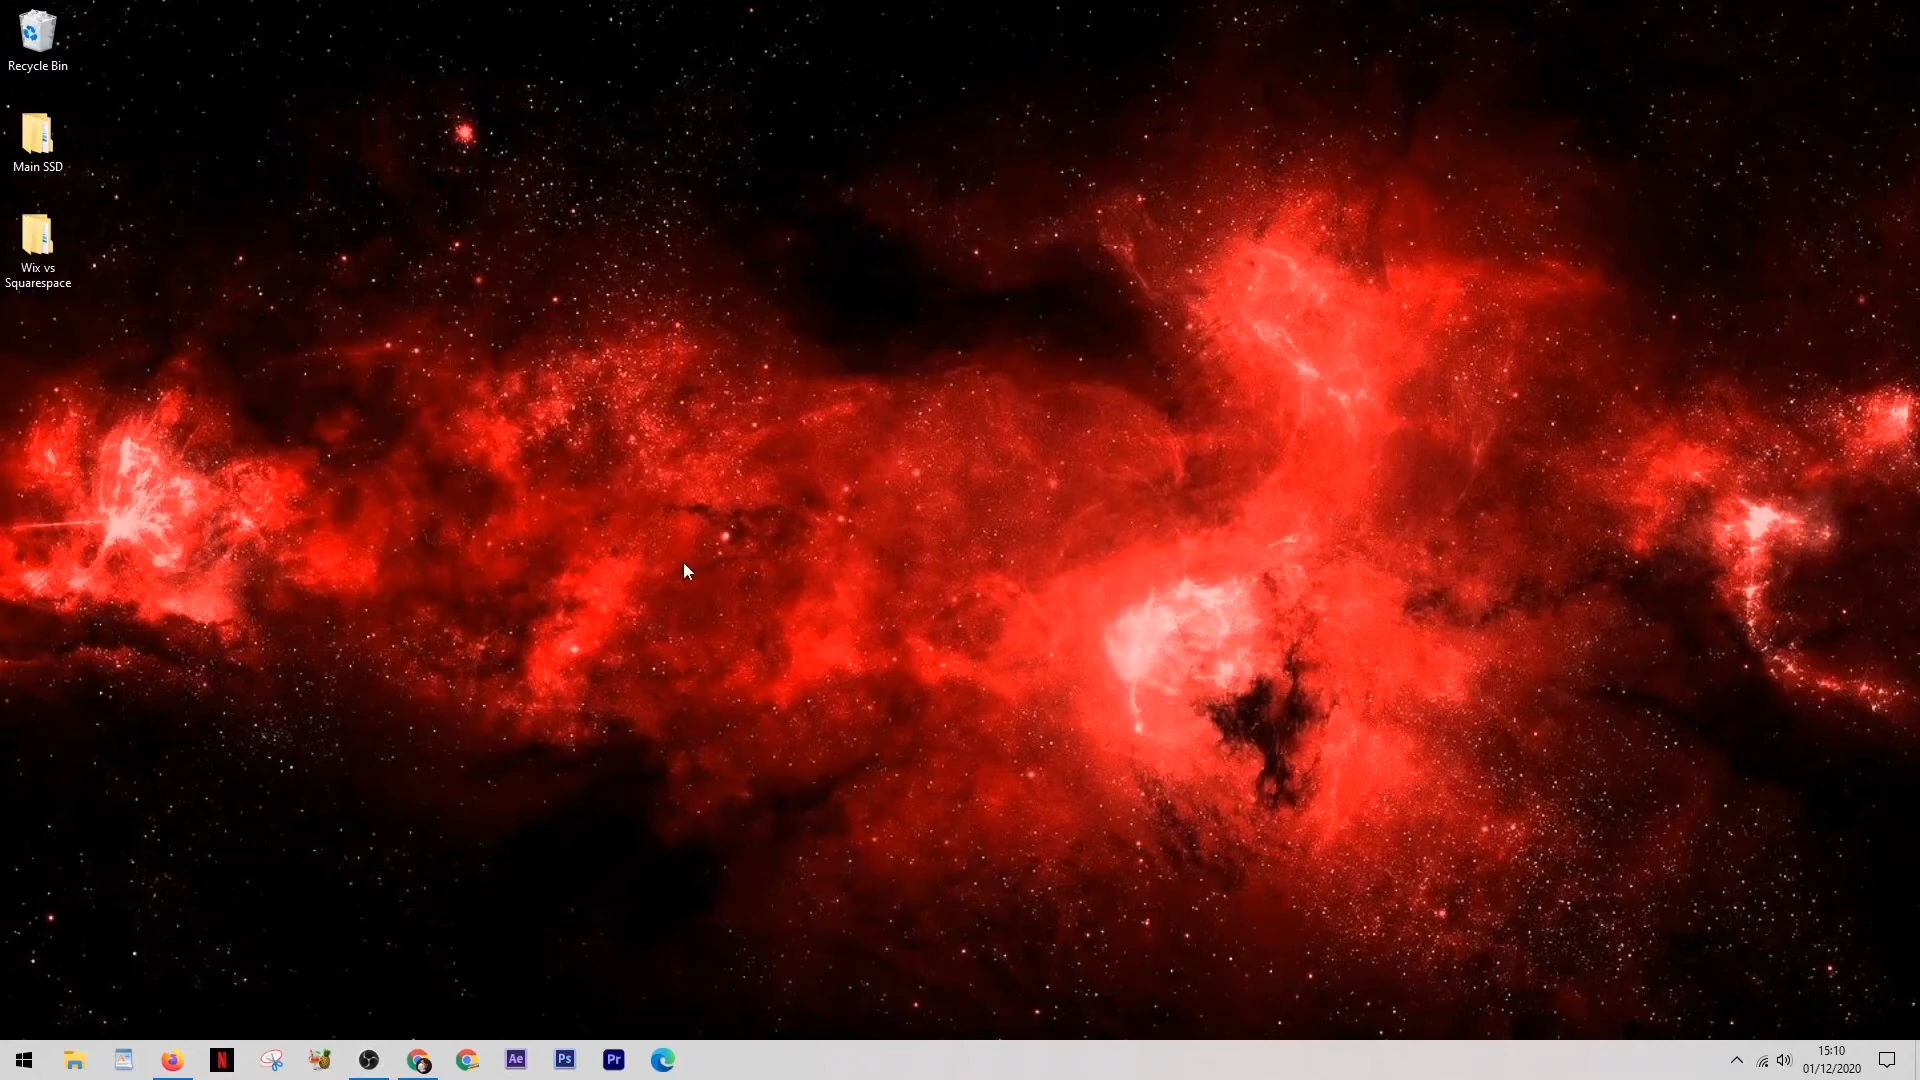 Recycle Bin
Main SSD
Wix vs
Squarespace
N
Ae
Ps
Pr
15:10
01/12/2020